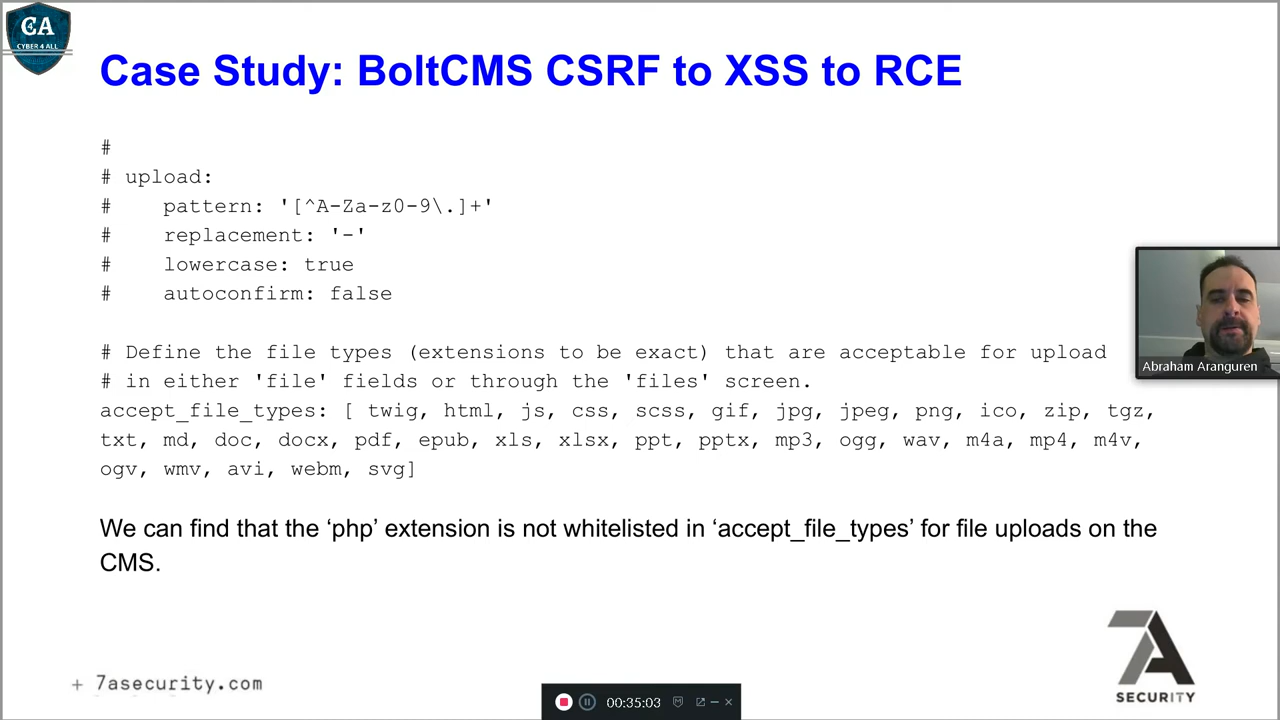 CA
CYBER 4 ALL
Case Study: BoltCMS CSRF to XSS to RCE
#
# upload:
#    pattern: '[^A-Za-z0-9\.]+'
#    replacement: '-'
#    lowercase: true
#    autoconfirm: false
# Define the file types (extensions to be exact) that are acceptable for upload
# in either 'file' fields or through the 'files' screen.
accept_file_types: [ twig, html, js, css, scss, gif, jpg, jpeg, png, ico, zip, tgz,
txt, md, doc, docx, pdf, epub, xls, xlsx, ppt, pptx, mp3, ogg, wav, m4a, mp4, m4v,
ogv, wmv, avi, webm, svg]
Abraham Aranguren
We can find that the ‘php’ extension is not whitelisted in ‘accept_file_types’ for file uploads on the
CMS.
+ 7asecurity.com
00:35:03
7A
SECURITY